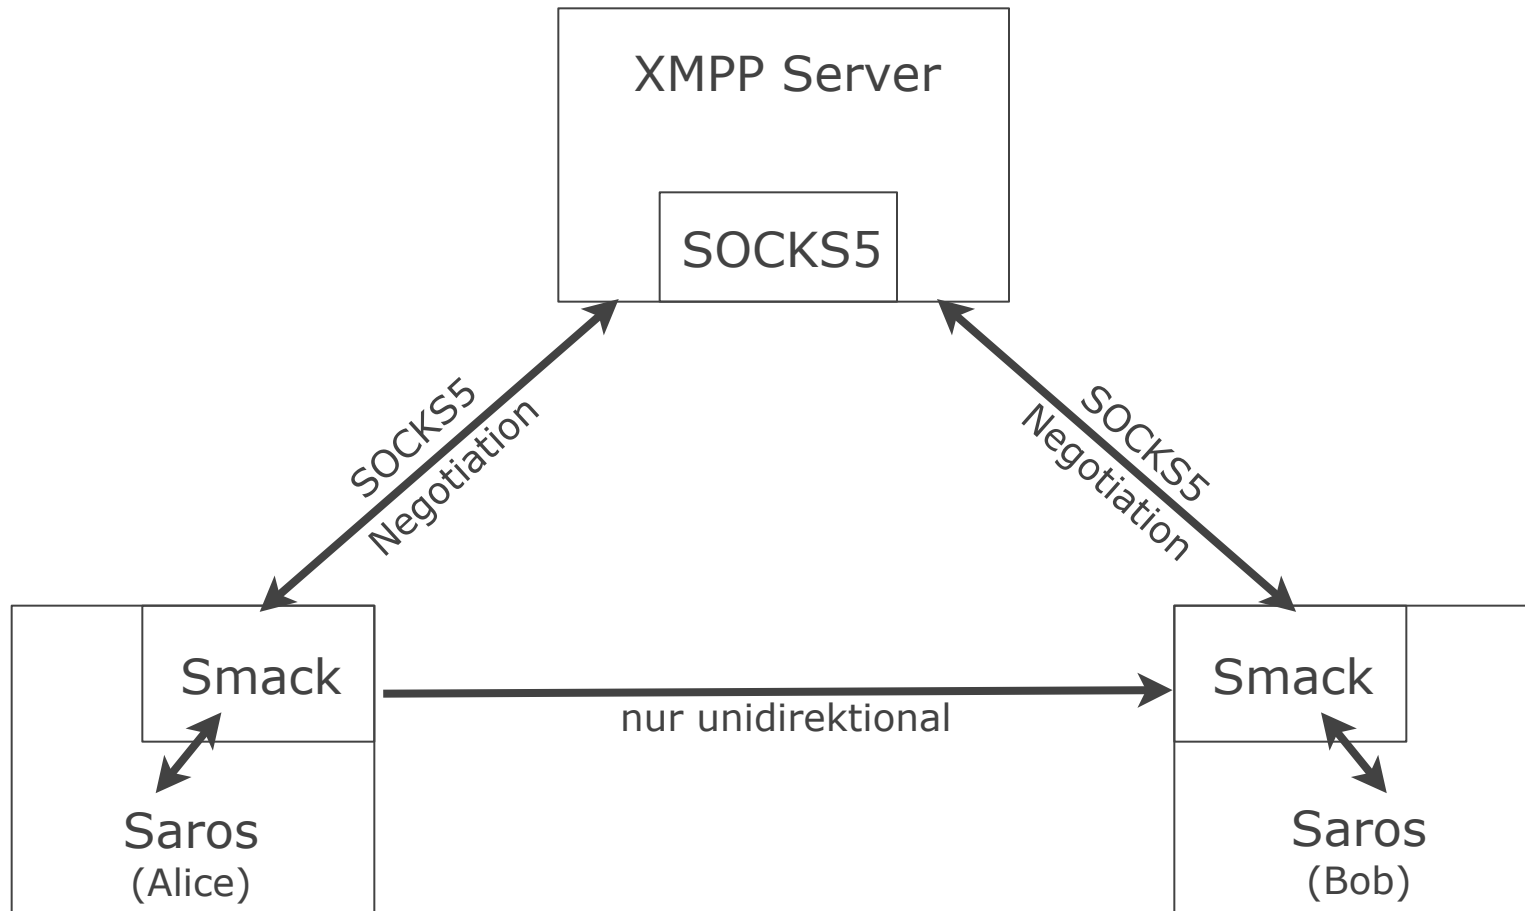 XMPP Server
SOCKS5
SOCKS5
Negotiation
SOCKS5
Negotiation
Smack
Smack
nur unidirektional
Saros
(Alice)
Saros
(Bob)